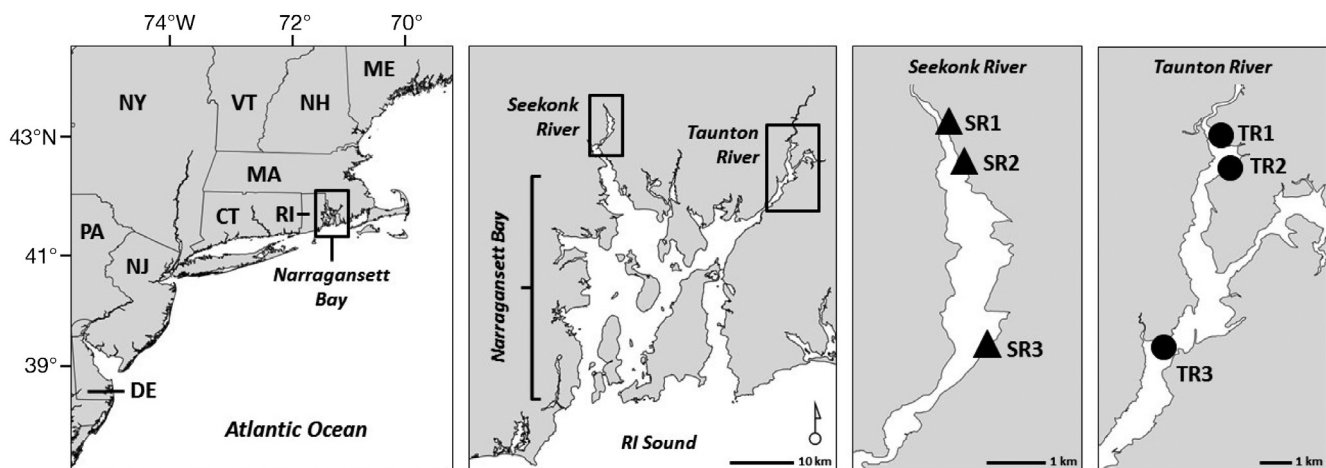 74°W 72° 70°
43°N
41°
39°
ME
NY
VT
NH
MA
CT
RI
PA
NJ
Narragansett
Bay
DE
Atlantic Ocean
Seekonk
River
Taunton
River
Narragansett Bay
RI Sound
10 km
Seekonk River
SR1
SR2
SR3
1 km
Taunton River
TR1
TR2
TR3
1 km